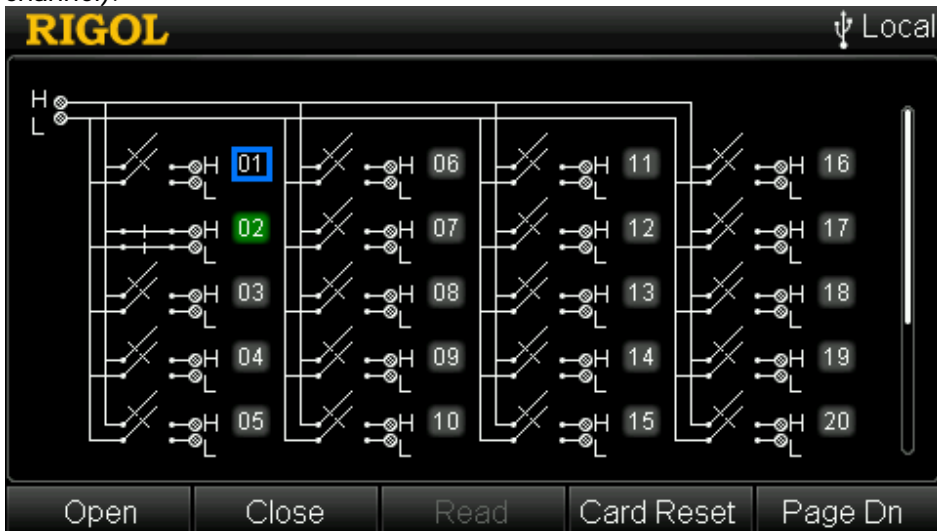 channel).
RIGOL Local
H
L
H 01 H 06 H 11 H 16
L L L L
H 02 H 07 H 12 H 17
L L L L
H 03 H 08 H 13 H 18
L L L L
H 04 H 09 H 14 H 19
L L L L
H 05 H 10 H 15 H 20
L L L L
Open Close Read Card Reset Page Dn